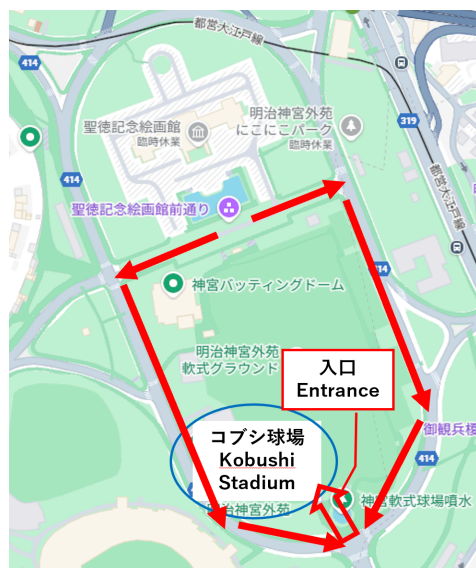 都営大江戸線
414
聖徳記念絵画館
臨時休業
明治神宮外苑
にこにこパーク
臨時休業
319
414
聖徳記念絵画館前通り
神宮バッティングドーム
414
明治神宮外苑
軟式グラウンド
入口
Entrance
コブシ球場
Kobushi
Stadium
御観兵榎
414
神宮軟式球場噴水
明治神宮外苑
都営大江戸線